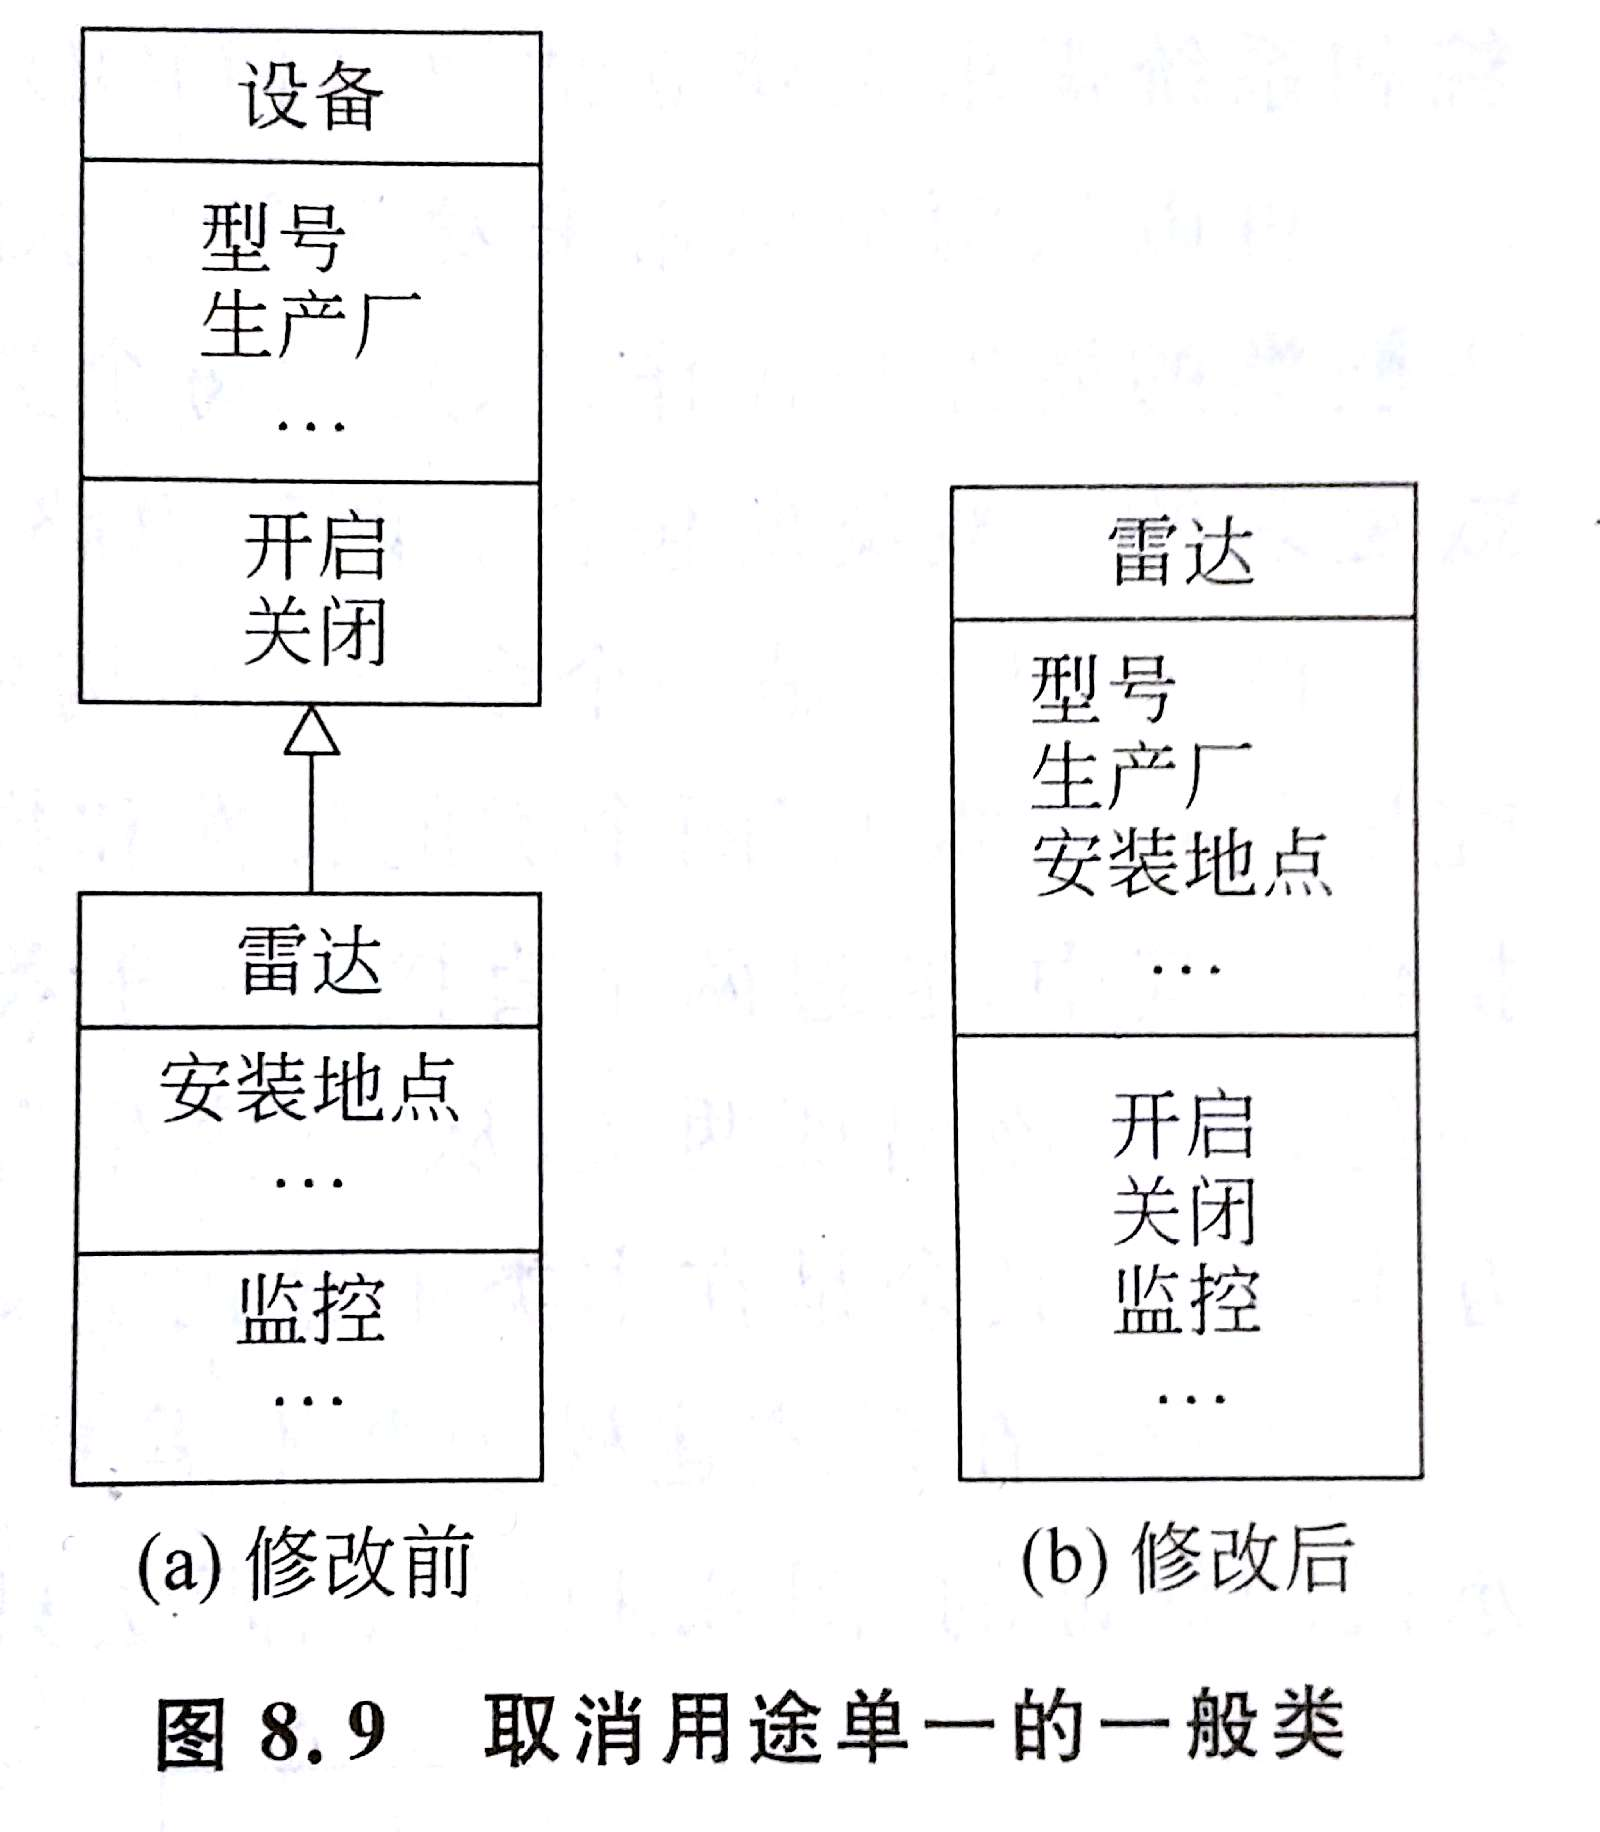 设备
型号
生产厂
…
开启
关闭
雷达
安装地点
…
监控
…
(a) 修改前
雷达
型号
生产厂
安装地点
…
开启
关闭
监控
…
(b) 修改后
图 8.9 取消用途单一的一般类